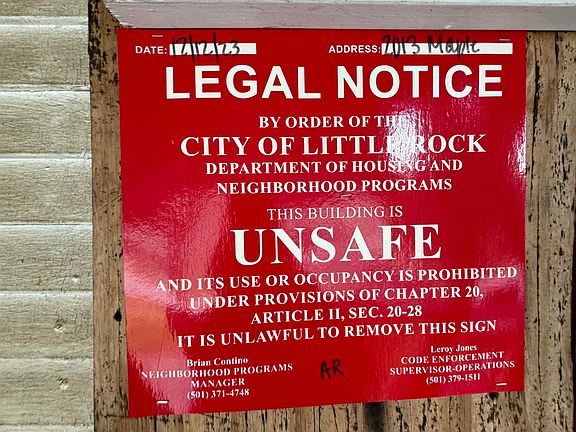 DATE: 12/12/23 ADDRESS: 2013 Maple
LEGAL NOTICE
BY ORDER OF THE
CITY OF LITTLE ROCK
DEPARTMENT OF HOUSING AND
NEIGHBORHOOD PROGRAMS
THIS BUILDING IS
UNSAFE
AND ITS USE OR OCCUPANCY IS PROHIBITED
UNDER PROVISIONS OF CHAPTER 20,
ARTICLE II, SEC. 20-28
IT IS UNLAWFUL TO REMOVE THIS SIGN
Brian Contino
NEIGHBORHOOD PROGRAMS
MANAGER
(501) 371-4748
AR
Leroy Jones
CODE ENFORCEMENT
SUPERVISOR-OPERATIONS
(501) 379-1511